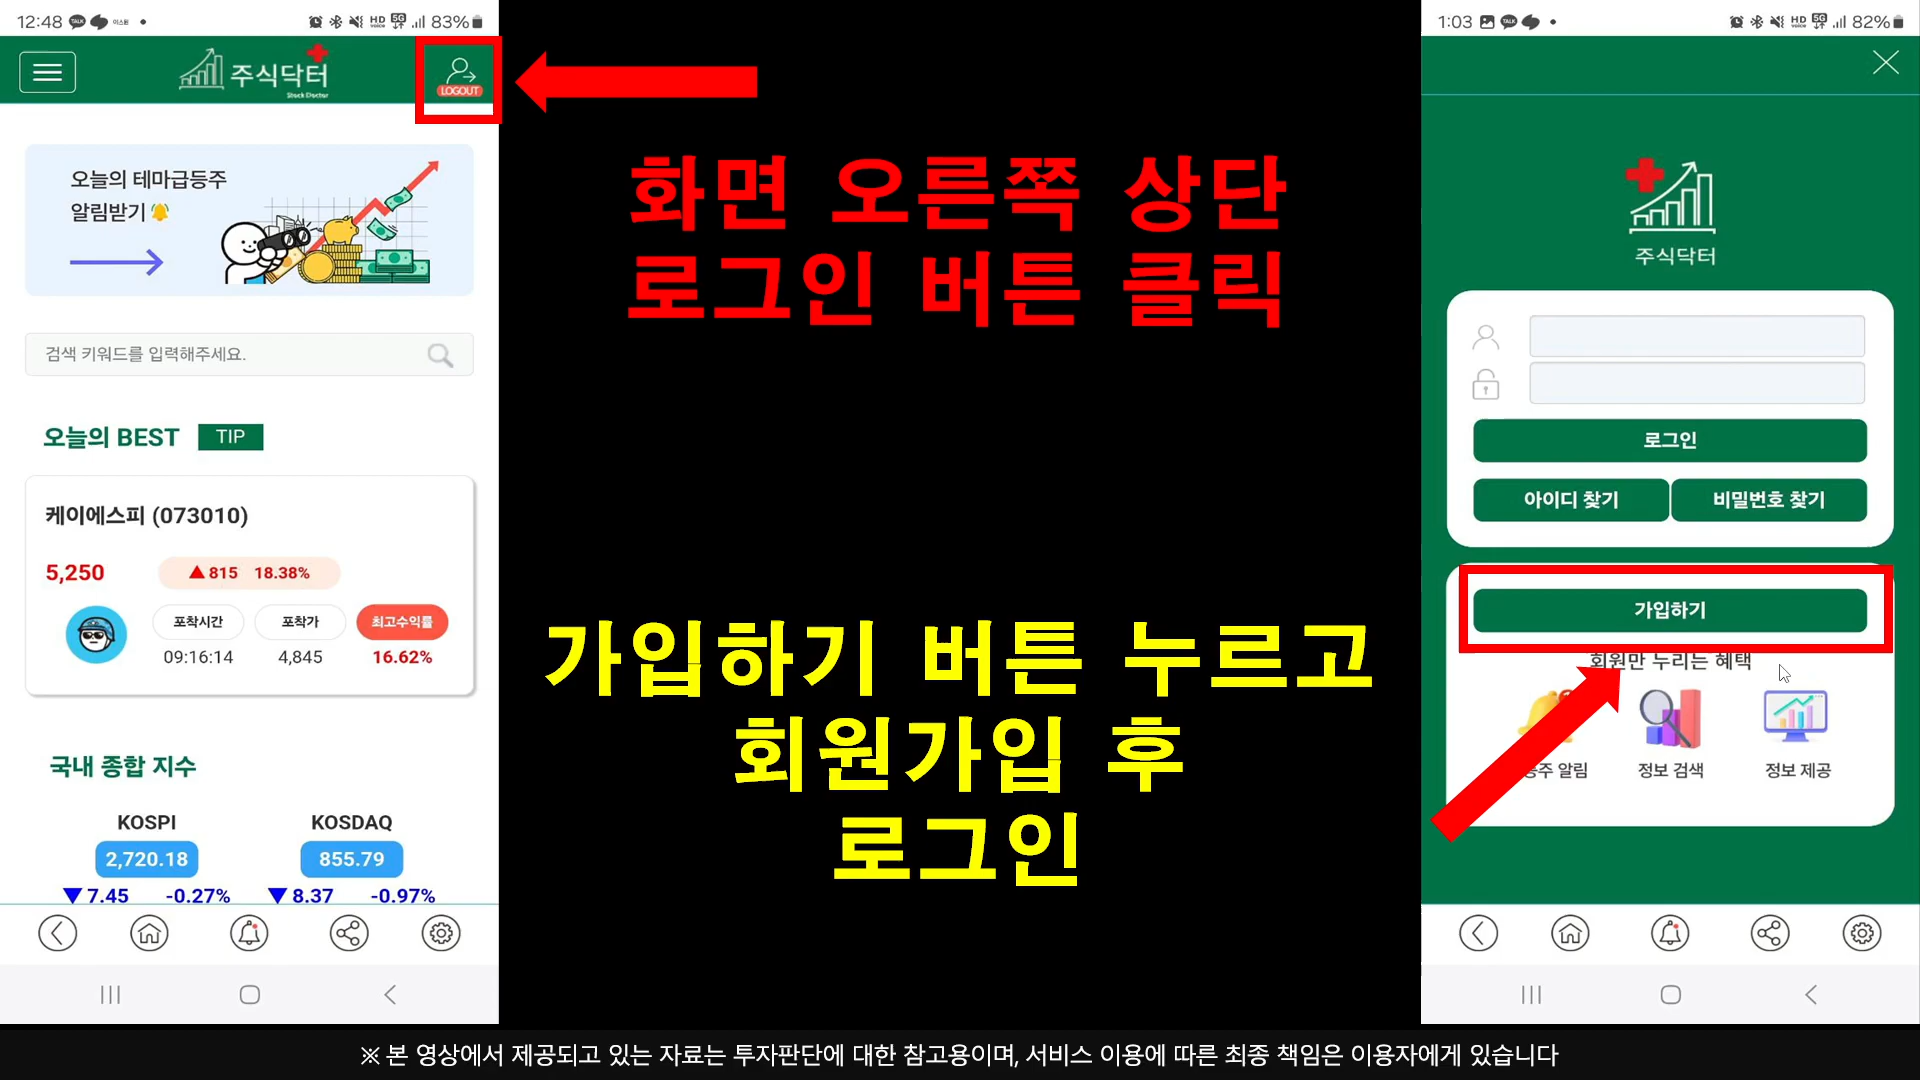 12:48
83%
주식닥터
Stock Doctor
LOGOUT
오늘의 테마급등주
알림받기
검색 키워드를 입력해주세요.
오늘의 BEST TIP
케이에스피 (073010)
5,250 ▲815 18.38%
포착시간 포착가 최고수익률
09:16:14 4,845 16.62%
국내 종합 지수
KOSPI KOSDAQ
2,720.18 855.79
▼7.45 -0.27% ▼8.37 -0.97%
화면 오른쪽 상단
로그인 버튼 클릭
가입하기 버튼 누르고
회원가입 후
로그인
1:03
82%
주식닥터
로그인
아이디 찾기 비밀번호 찾기
가입하기
회원만 누리는 혜택
등주 알림 정보 검색 정보 제공
※ 본 영상에서 제공되고 있는 자료는 투자판단에 대한 참고용이며, 서비스 이용에 따른 최종 책임은 이용자에게 있습니다